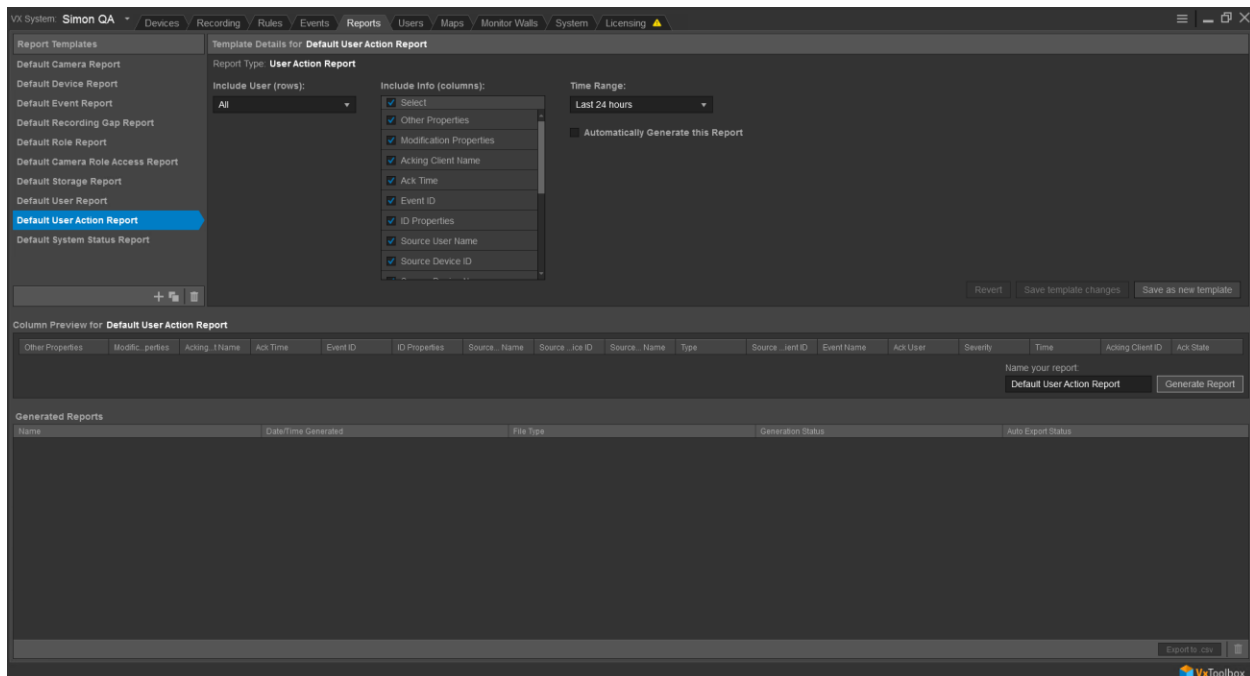 VX System: Simon QA Devices Recording Rules Events Reports Users Maps Monitor Walls System Licensing
Report Templates
Default Camera Report
Default Device Report
Default Event Report
Default Recording Gap Report
Default Role Report
Default Camera Role Access Report
Default Storage Report
Default User Report
Default User Action Report
Default System Status Report
Template Details for Default User Action Report
Report Type: User Action Report
Include User (rows):
All
Include Info (columns):
Select
Other Properties
Modification Properties
Acking Client Name
Ack Time
Event ID
ID Properties
Source User Name
Source Device ID
Time Range:
Last 24 hours
Automatically Generate this Report
Revert Save template changes Save as new template
Column Preview for Default User Action Report
Other Properties Modific...perties Acking...t Name Ack Time Event ID ID Properties Source... Name Source ...ice ID Source... Name Type Source ...ient ID Event Name Ack User Severity Time Acking Client ID Ack State
Name your report:
Default User Action Report Generate Report
Generated Reports
Name Date/Time Generated File Type Generation Status Auto Export Status
Export to .csv
VxToolbox